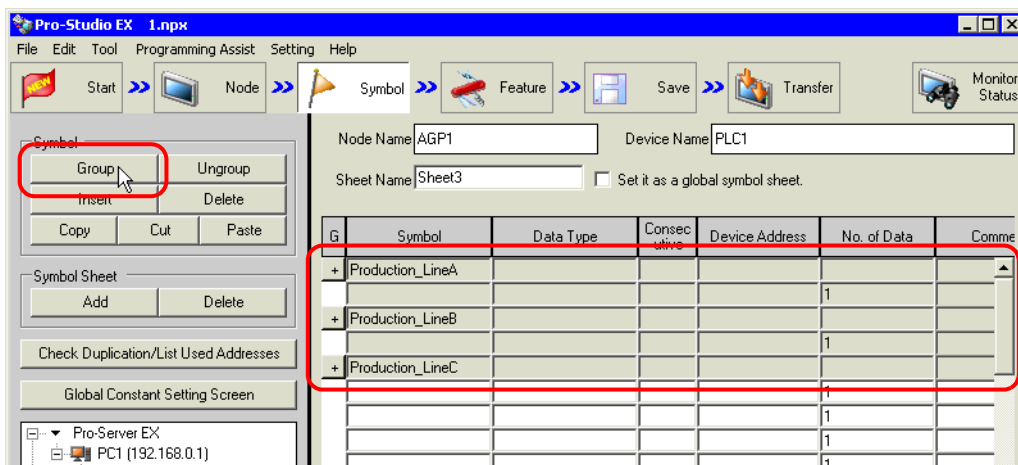 Pro-Studio EX 1.npx
File Edit Tool Programming Assist Setting Help
NEW Start Node Symbol Feature Save Transfer Monitor Status
Symbol
Group Ungroup
Insert Delete
Copy Cut Paste
Symbol Sheet
Add Delete
Check Duplication/List Used Addresses
Global Constant Setting Screen
Pro-Server EX
PC1 (192.168.0.1)
Node Name AGP1 Device Name PLC1
Sheet Name Sheet3 Set it as a global symbol sheet.
G Symbol Data Type Consec utive Device Address No. of Data Comme
+ Production_LineA
1
+ Production_LineB
1
+ Production_LineC
1
1
1
1